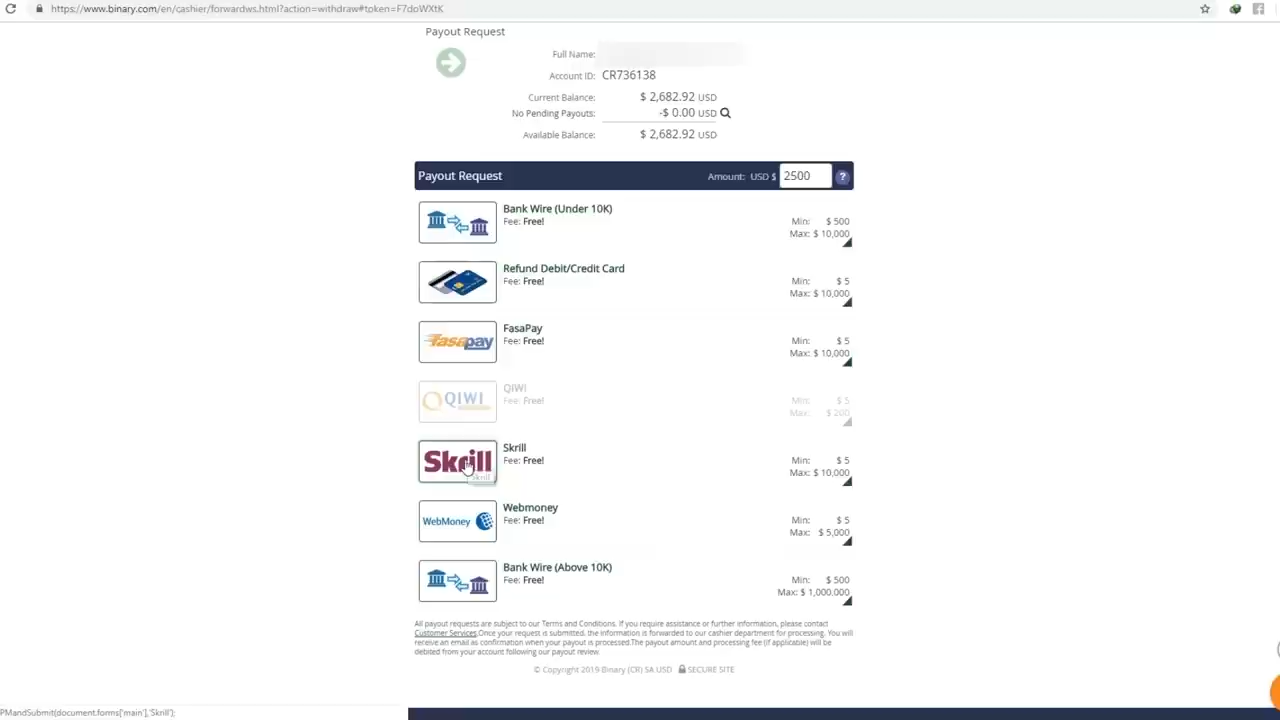 https://www.binary.com/en/cashier/forwardws.html?action=withdraw#token=F7doWXtK
Payout Request
Full Name:
Account ID: CR736138
Current Balance: $ 2,682.92 USD
No Pending Payouts: -$ 0.00 USD
Available Balance: $ 2,682.92 USD
Payout Request Amount: USD $ 2500 ?
Bank Wire (Under 10K)
Fee: Free! Min: $ 500
Max: $ 10,000
Refund Debit/Credit Card
Fee: Free! Min: $ 5
Max: $ 10,000
fasapay
FasaPay
Fee: Free! Min: $ 5
Max: $ 10,000
QIWI
QIWI
Fee: Free! Min: $ 5
Max: $ 200
Skrill
Skrill
Skrill
Fee: Free! Min: $ 5
Max: $ 10,000
WebMoney
Webmoney
Fee: Free! Min: $ 5
Max: $ 5,000
Bank Wire (Above 10K)
Fee: Free! Min: $ 500
Max: $ 1,000.000
All payout requests are subject to our Terms and Conditions. If you require assistance or further information, please contact
Customer Services.Once your request is submitted, the information is forwarded to our cashier department for processing. You will
receive an email as confirmation when your payout is processed.The payout amount and processing fee (if applicable) will be
debited from your account following our payout review.
© Copyright 2019 Binary (CR) SA USD SECURE SITE
PMandSubmit(document.forms['main'],'Skrill');